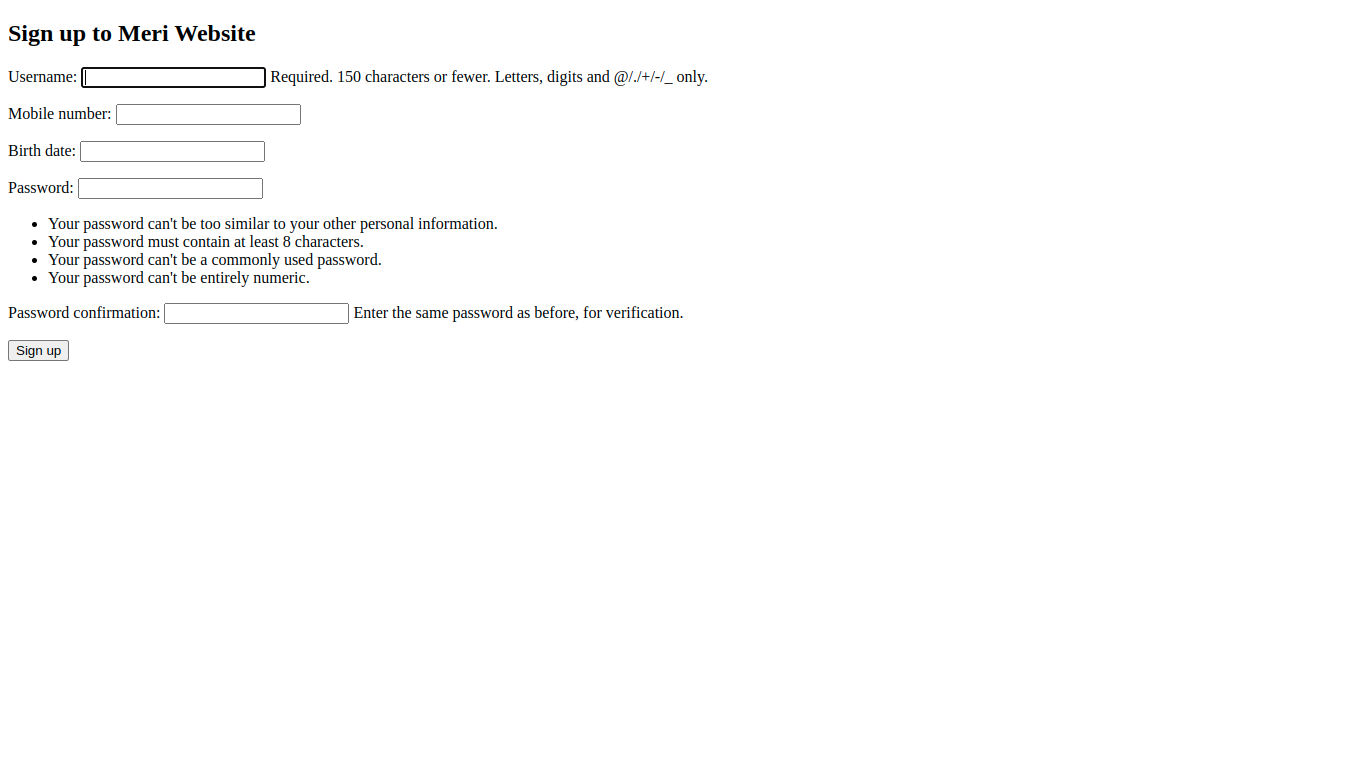 Sign up to Meri Website
Username: Required. 150 characters or fewer. Letters, digits and @/./+/-/_ only.
Mobile number:
Birth date:
Password:
• Your password can't be too similar to your other personal information.
• Your password must contain at least 8 characters.
• Your password can't be a commonly used password.
• Your password can't be entirely numeric.
Password confirmation: Enter the same password as before, for verification.
Sign up